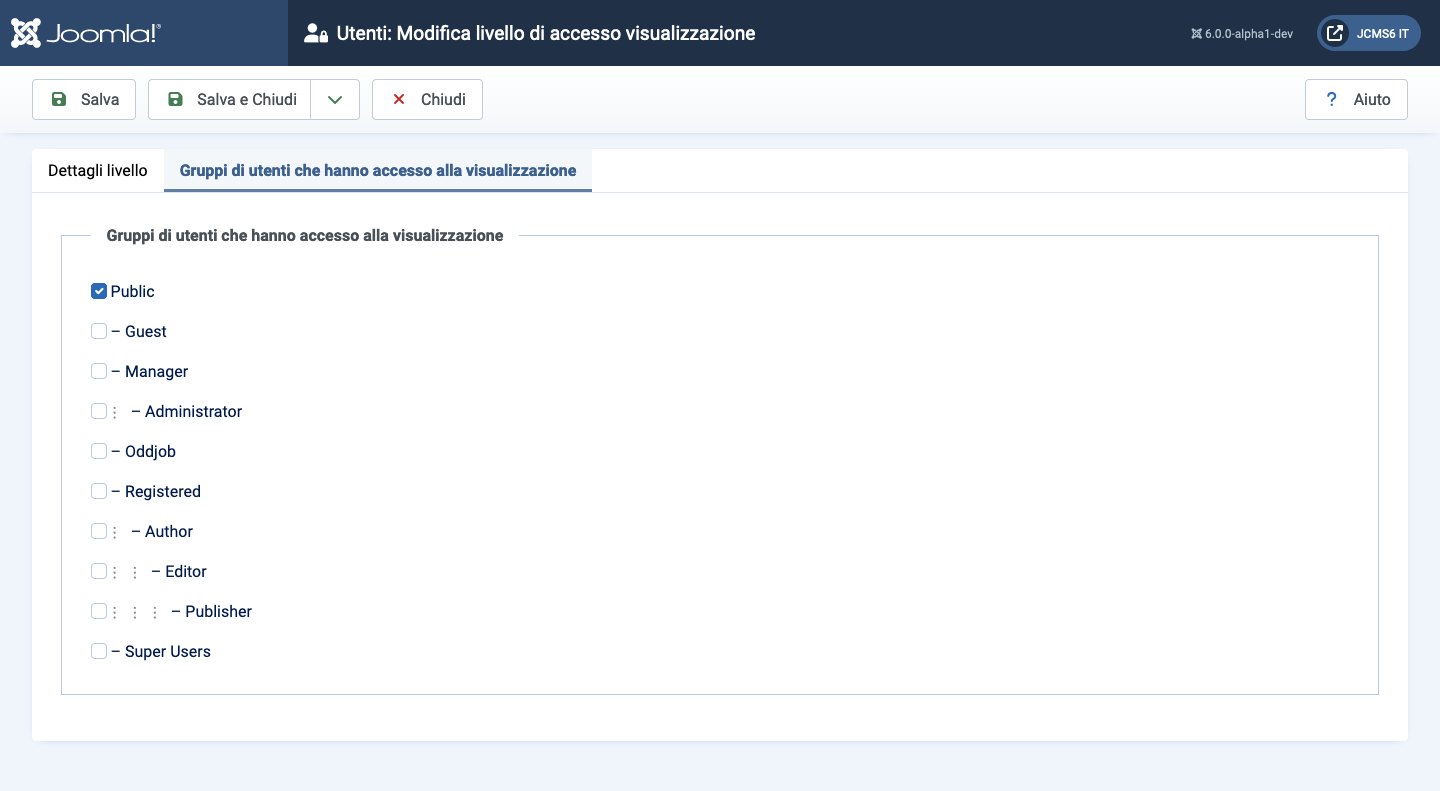 Joomla!®
Utenti: Modifica livello di accesso visualizzazione
6.0.0-alpha1-dev
JCMS6 IT
Salva
Salva e Chiudi
Chiudi
? Aiuto
Dettagli livello
Gruppi di utenti che hanno accesso alla visualizzazione
Gruppi di utenti che hanno accesso alla visualizzazione
Public
– Guest
– Manager
⋮ – Administrator
– Oddjob
– Registered
⋮ – Author
⋮ ⋮ – Editor
⋮ ⋮ ⋮ – Publisher
– Super Users